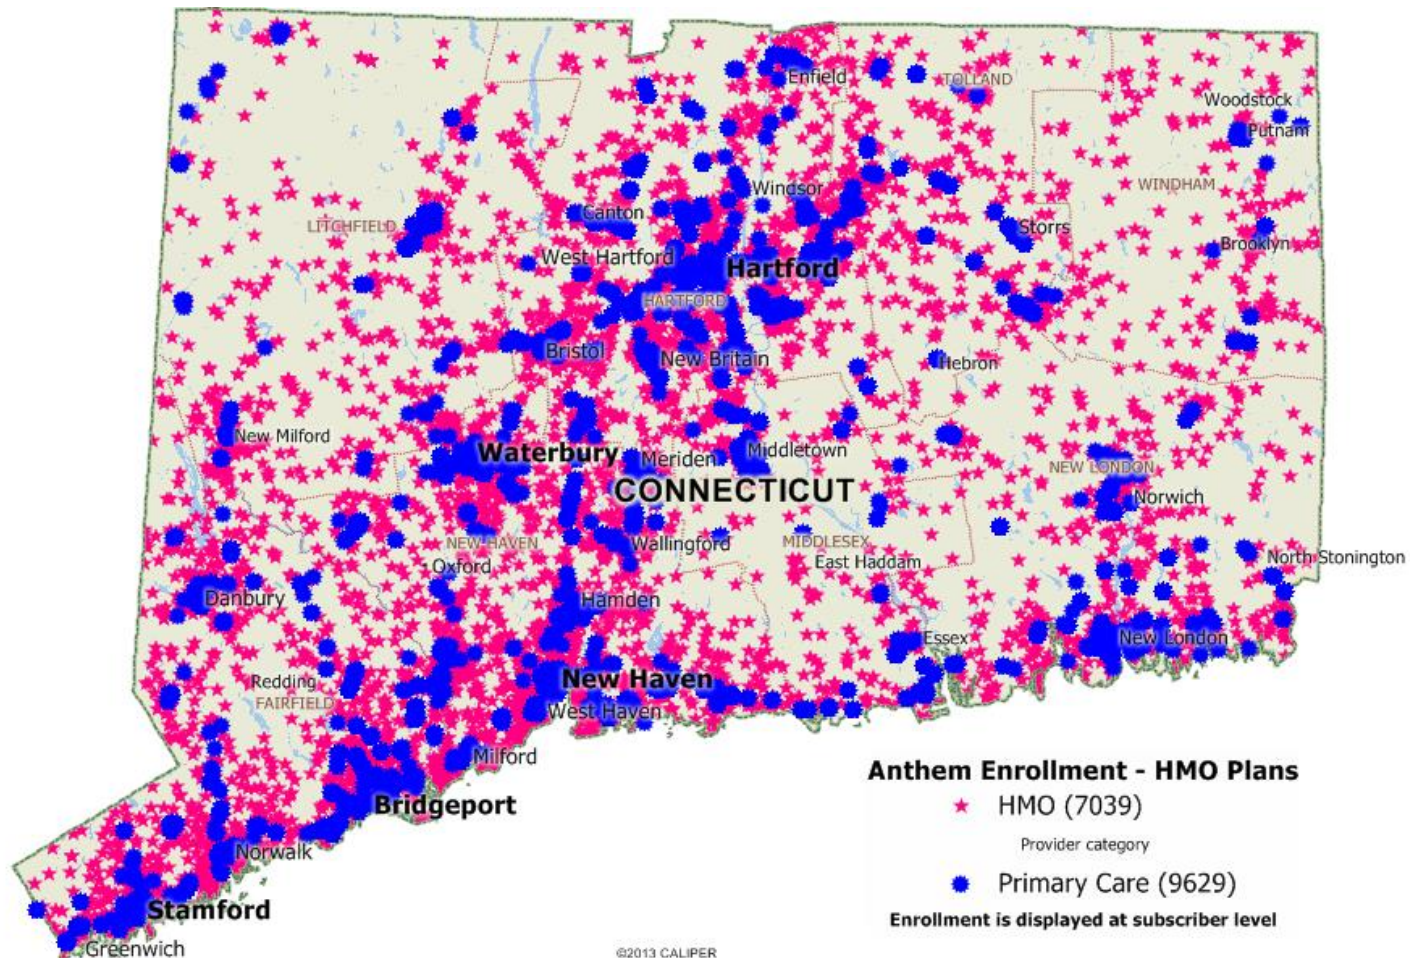 Enfield
TOLLAND
Woodstock
Putnam
Windsor
WINDHAM
Canton
LITCHFIELD
Storrs
Brooklyn
West Hartford
Hartford
HARTFORD
Bristol
New Britain
Hebron
New Milford
Waterbury
Meriden
Middletown
NEW LONDON
CONNECTICUT
Norwich
NEW HAVEN
Wallingford
MIDDLESEX
North Stonington
Oxford
East Haddam
Danbury
Hamden
Essex
New London
Redding
New Haven
FAIRFIELD
West Haven
Milford
Bridgeport
Norwalk
Stamford
Greenwich
Anthem Enrollment - HMO Plans
HMO (7039)
Provider category
Primary Care (9629)
Enrollment is displayed at subscriber level
©2013 CALIPER